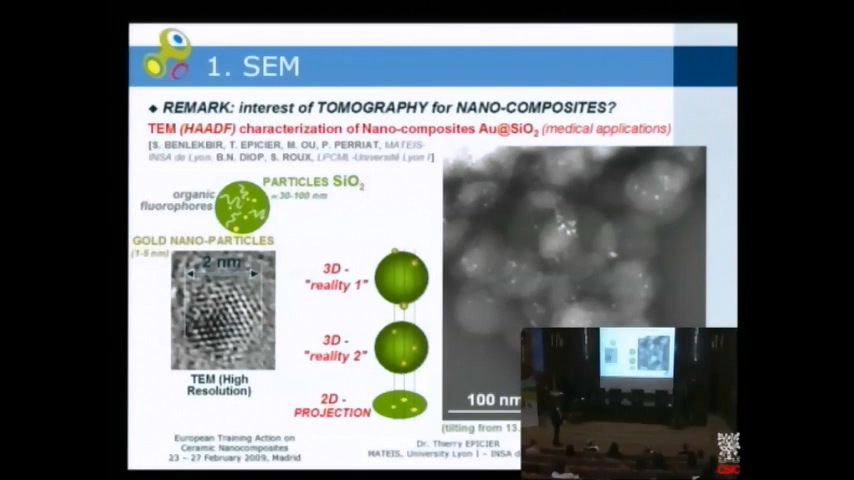 1. SEM
◆ REMARK: interest of TOMOGRAPHY for NANO-COMPOSITES?
TEM (HAADF) characterization of Nano-composites Au@SiO2 (medical applications)
[S. BENLEKBIR, T. EPICIER, M. OU, P. PERRIAT, MATEIS-
INSA de Lyon, B.N. DIOP, S. ROUX, LPCML-Université Lyon I]
PARTICLES SiO2
≈ 30-100 nm
organic
fluorophores
GOLD NANO-PARTICLES
(1-5 nm)
2 nm
TEM (High
Resolution)
3D -
"reality 1"
3D -
"reality 2"
2D -
PROJECTION
100 nm
(tilting from 13.
European Training Action on
Ceramic Nanocomposites
23 – 27 February 2009, Madrid
Dr. Thierry EPICIER
MATEIS, University Lyon I – INSA d
CSIC